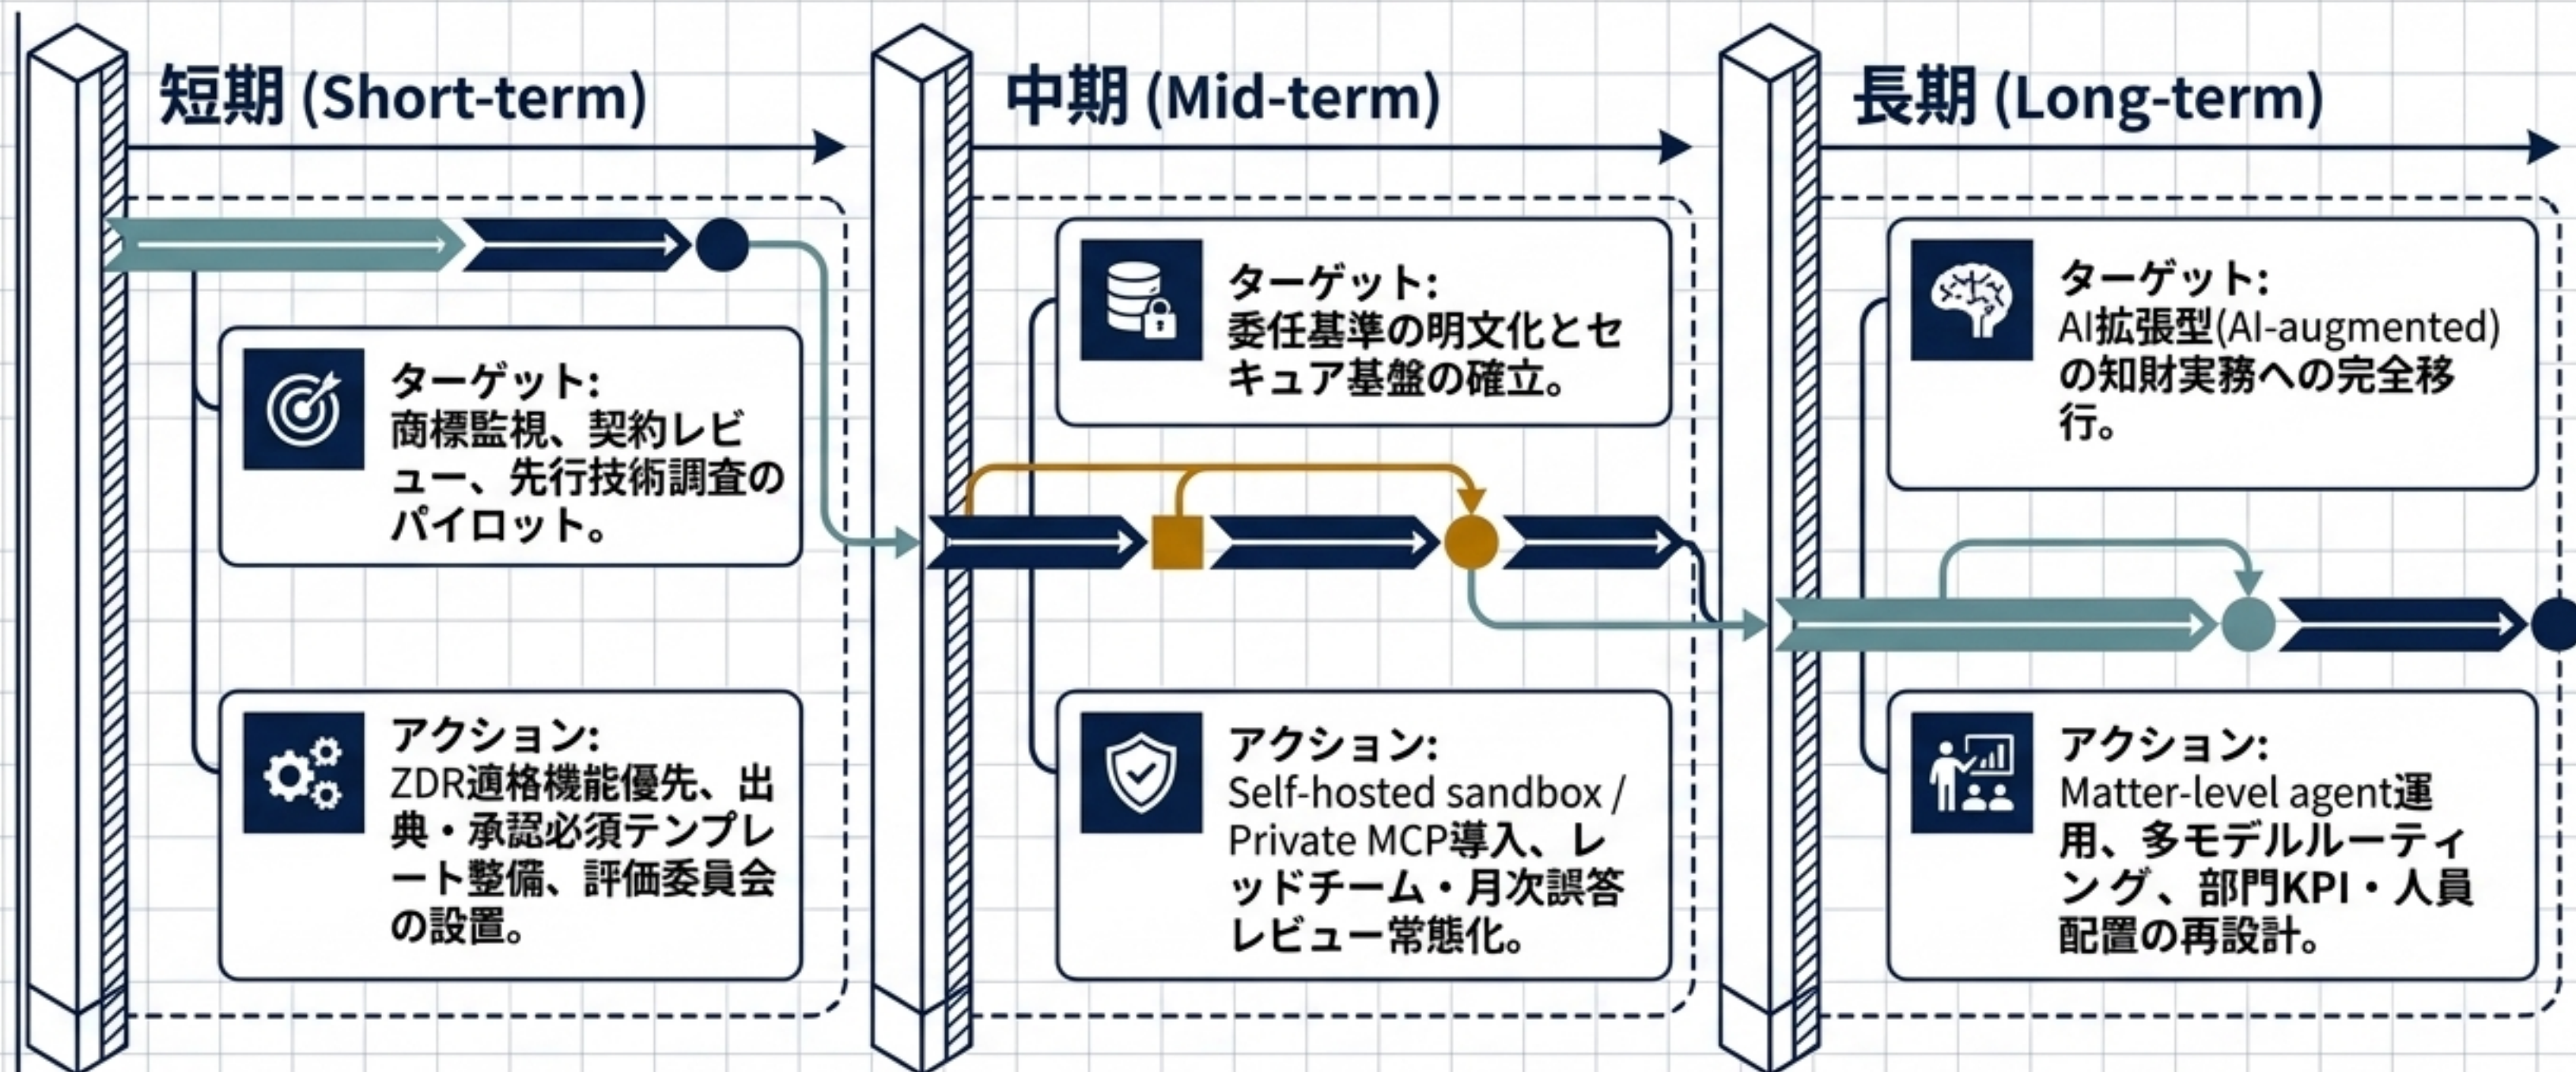 短期 (Short-term)
ターゲット:
商標監視、契約レビ
ュー、先行技術調査の
パイロット。
アクション:
ZDR適格機能優先、出
典・承認必須テンプレ
ート整備、評価委員会
の設置。
中期 (Mid-term)
ターゲット:
委任基準の明文化とセ
キュア基盤の確立。
アクション:
Self-hosted sandbox /
Private MCP導入、レ
ッドチーム・月次誤答
レビュー常態化。
長期 (Long-term)
ターゲット:
AI拡張型(AI-augmented)
の知財実務への完全移
行。
アクション:
Matter-level agent運
用、多モデルルーティ
ング、部門KPI・人員
配置の再設計。